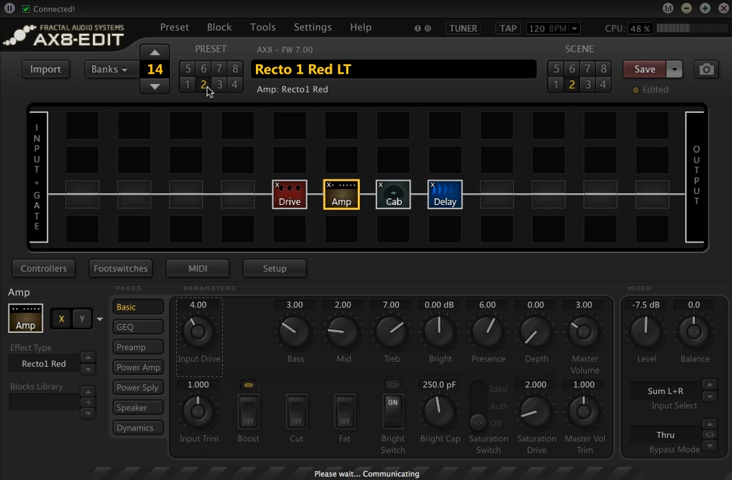 Connected!
FRACTAL AUDIO SYSTEMS
AX8-EDIT
Preset Block Tools Settings Help
TUNER TAP 120 BPM CPU: 48 %
PRESET AX8 - FW 7.00 SCENE
Import Banks 14
5 6 7 8
1 2 3 4
Recto 1 Red LT
Amp: Recto1 Red
5 6 7 8
1 2 3 4
Save
Edited
INPUT + GATE
X Drive
X Amp
X Cab
X Delay
OUTPUT
Controllers Footswitches MIDI Setup
Amp
Amp
X Y
Effect Type
Recto1 Red
Blocks Library
PAGES
Basic
GEQ
Preamp
Power Amp
Power Sply
Speaker
Dynamics
PARAMETERS
4.00 3.00 2.00 7.00 0.00 dB 6.00 0.00 3.00
Input Drive Bass Mid Treb Bright Presence Depth Master Volume
1.000 250.0 pF 2.000 1.000
OFF OFF OFF ON
Ideal
Auto
Off
Input Trim Boost Cut Fat Bright Switch Bright Cap Saturation Switch Saturation Drive Master Vol Trim
MIXER
-7.5 dB 0.0
Level Balance
Sum L+R
Input Select
Thru
Bypass Mode
Please wait... Communicating